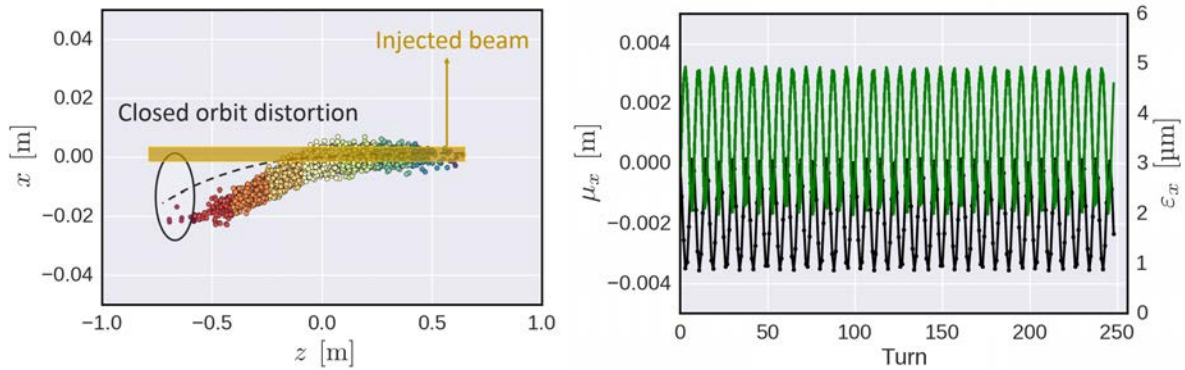 0.04
0.02
0.00
−0.02
−0.04
x [m]
Injected beam
Closed orbit distortion
−1.0 −0.5 0.0 0.5 1.0
z [m]
0.004
0.002
0.000
−0.002
−0.004
μx [m]
6
5
4
3
2
1
0
εx [μm]
0 50 100 150 200 250
Turn